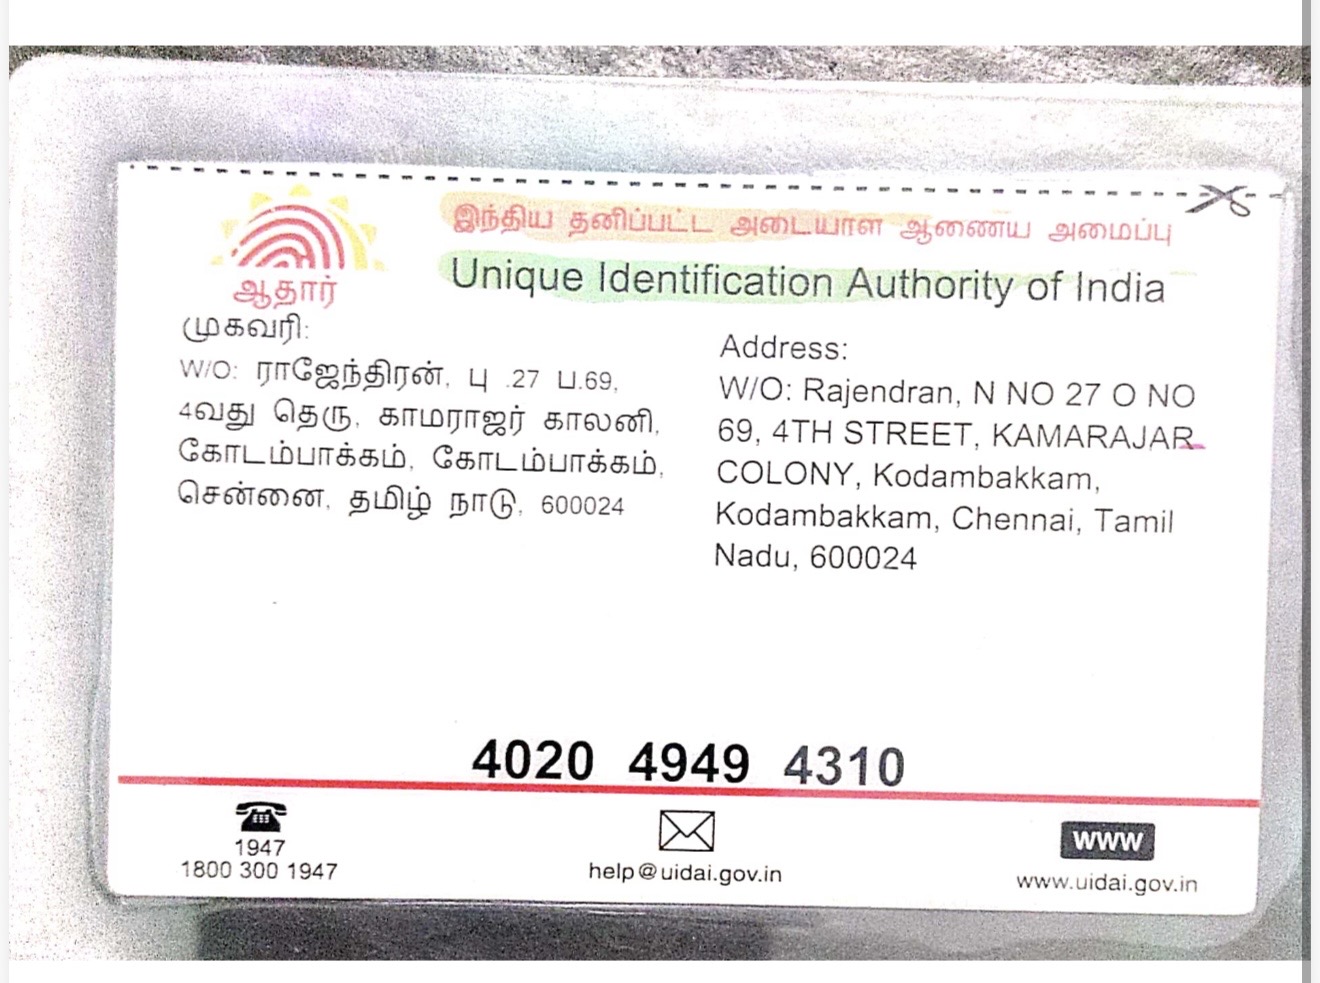 இந்திய தனிப்பட்ட அடையாள ஆணைய அமைப்பு
Unique Identification Authority of India
ஆதார்
முகவரி:
W/O: ராஜேந்திரன், பு .27 ப.69,
4வது தெரு, காமராஜர் காலனி,
கோடம்பாக்கம், கோடம்பாக்கம்,
சென்னை, தமிழ் நாடு, 600024
Address:
W/O: Rajendran, N NO 27 O NO
69, 4TH STREET, KAMARAJAR
COLONY, Kodambakkam,
Kodambakkam, Chennai, Tamil
Nadu, 600024
4020 4949 4310
1947
1800 300 1947
help@uidai.gov.in
www
www.uidai.gov.in